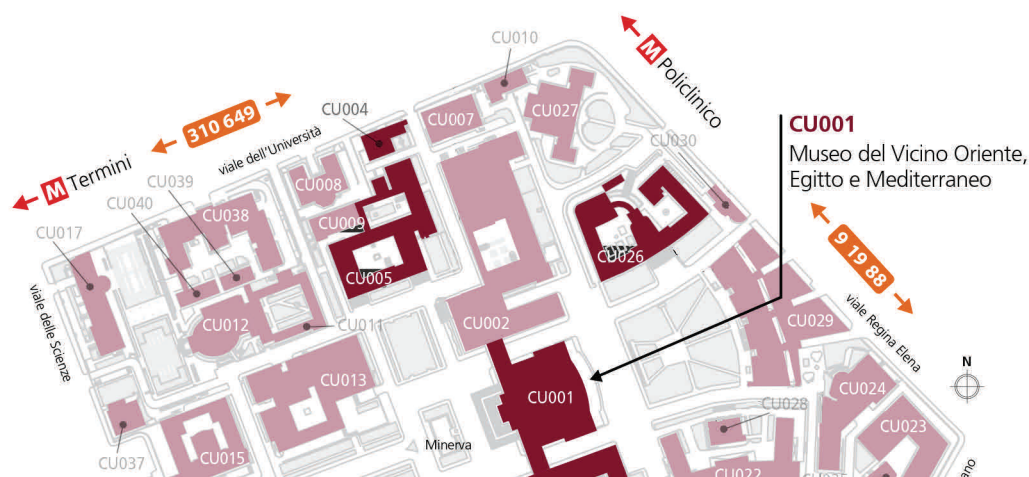 CU010
M Policlinico
310 649
CU004
viale dell'Università
CU007
CU027
CU001
Museo del Vicino Oriente,
Egitto e Mediterraneo
CU030
M Termini
CU039
CU008
CU040
CU038
CU009
CU017
CU005
CU026
9 19 88
viale delle Scienze
CU012
CU011
CU002
CU029
viale Regina Elena
CU013
CU001
N
CU024
CU028
CU023
Minerva
CU037
CU015
CU022
ano